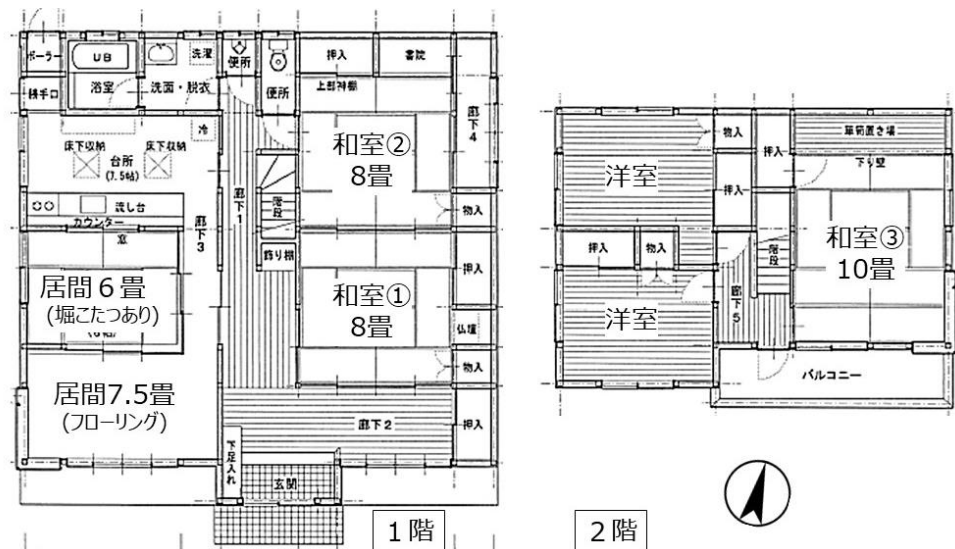 ボーラー
UB
洗濯
便所
押入
書院
勝手口
浴室
洗面・脱衣
便所
上部神棚
廊下4
冷
床下収納
床下収納
台所
(7.5帖)
和室②
8畳
廊下1
階段
物入
流し台
カウンター
廊下3
窓
飾り棚
押入
居間6畳
(堀こたつあり)
和室①
8畳
仏壇
物入
居間7.5畳
(フローリング)
廊下2
押入
下足入れ
玄関
1階
物入
押入
箪笥置き場
洋室
押入
下り壁
和室③
10畳
押入
物入
階段
洋室
廊下5
バルコニー
2階